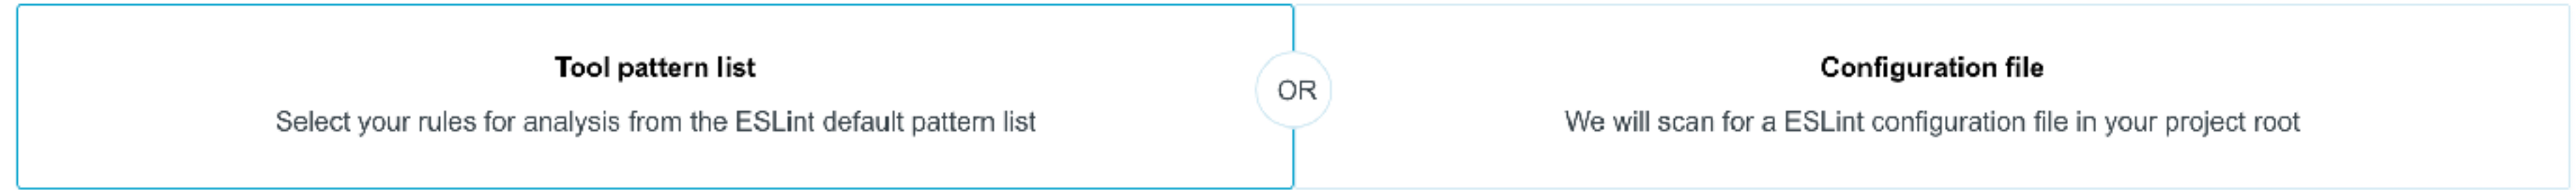 Tool pattern list
Select your rules for analysis from the ESLint default pattern list
OR
Configuration file
We will scan for a ESLint configuration file in your project root